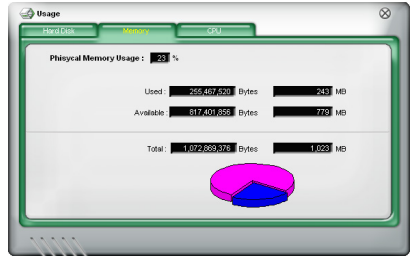 Usage
Hard Disk Memory CPU
Phisycal Memory Usage : 23 %
Used : 255,467,520 Bytes 243 MB
Available : 817,401,856 Bytes 779 MB
Total : 1,072,869,376 Bytes 1,023 MB